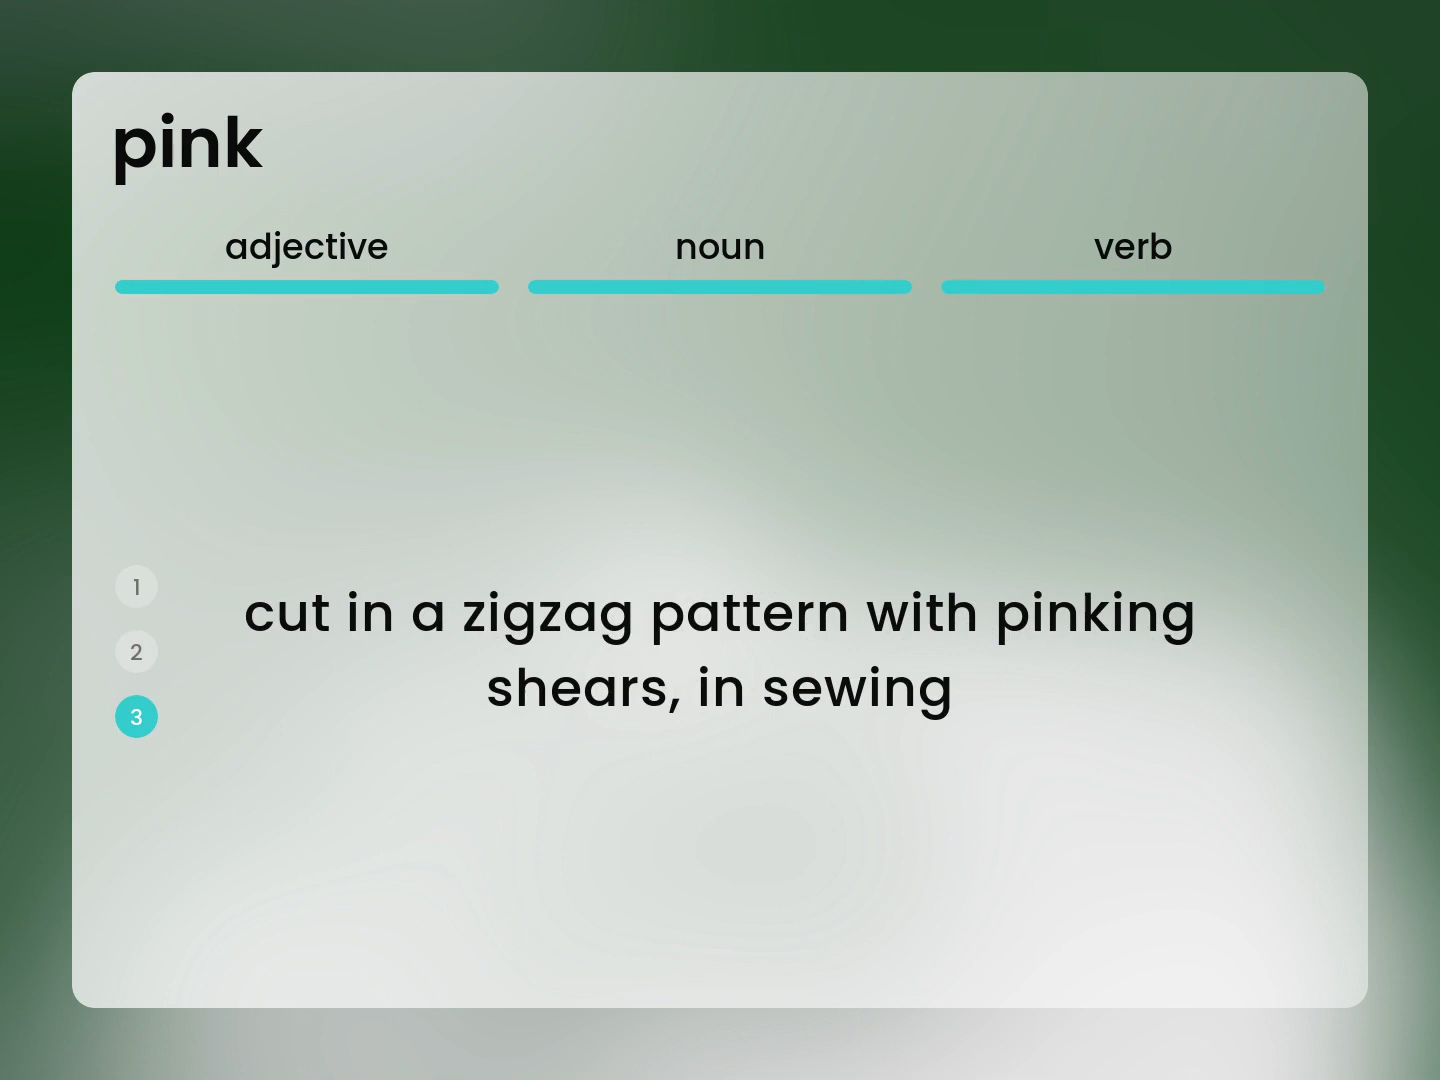 pink
adjective noun verb
1
2
3
cut in a zigzag pattern with pinking
shears, in sewing